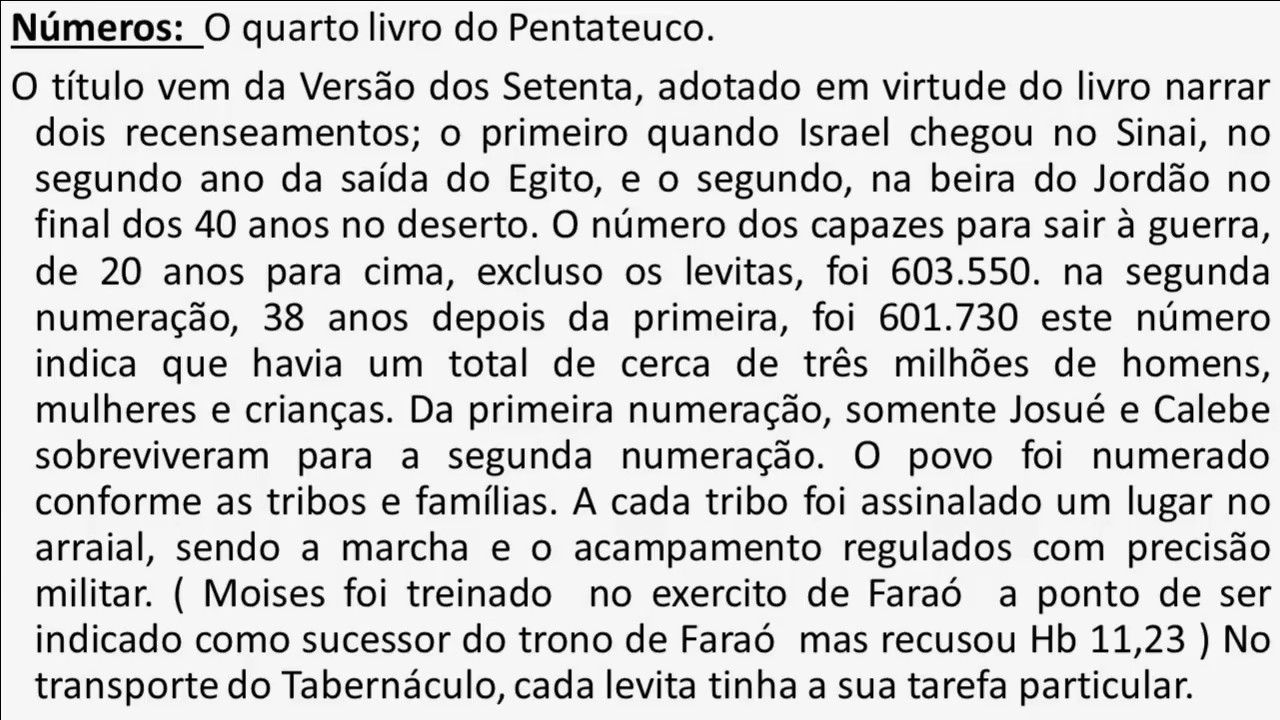 Números: O quarto livro do Pentateuco.
O título vem da Versão dos Setenta, adotado em virtude do livro narrar
dois recenseamentos; o primeiro quando Israel chegou no Sinai, no
segundo ano da saída do Egito, e o segundo, na beira do Jordão no
final dos 40 anos no deserto. O número dos capazes para sair à guerra,
de 20 anos para cima, excluso os levitas, foi 603.550. na segunda
numeração, 38 anos depois da primeira, foi 601.730 este número
indica que havia um total de cerca de três milhões de homens,
mulheres e crianças. Da primeira numeração, somente Josué e Calebe
sobreviveram para a segunda numeração. O povo foi numerado
conforme as tribos e famílias. A cada tribo foi assinalado um lugar no
arraial, sendo a marcha e o acampamento regulados com precisão
militar. ( Moises foi treinado no exercito de Faraó a ponto de ser
indicado como sucessor do trono de Faraó mas recusou Hb 11,23 ) No
transporte do Tabernáculo, cada levita tinha a sua tarefa particular.